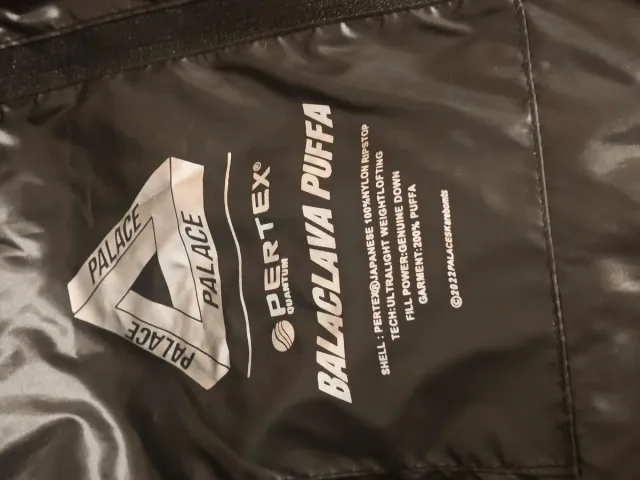 PALACE
PALACE
PALACE
PERTEX®
QUANTUM
BALACLAVA PUFFA
SHELL : PERTEX®JAPANESE 100%NYLON RIPSTOP
TECH:ULTRALIGHT WEIGHTLOFTING
FILL POWER:GENUINE DOWN
GARMENT:200% PUFFA
©2022PALACESKewbamts